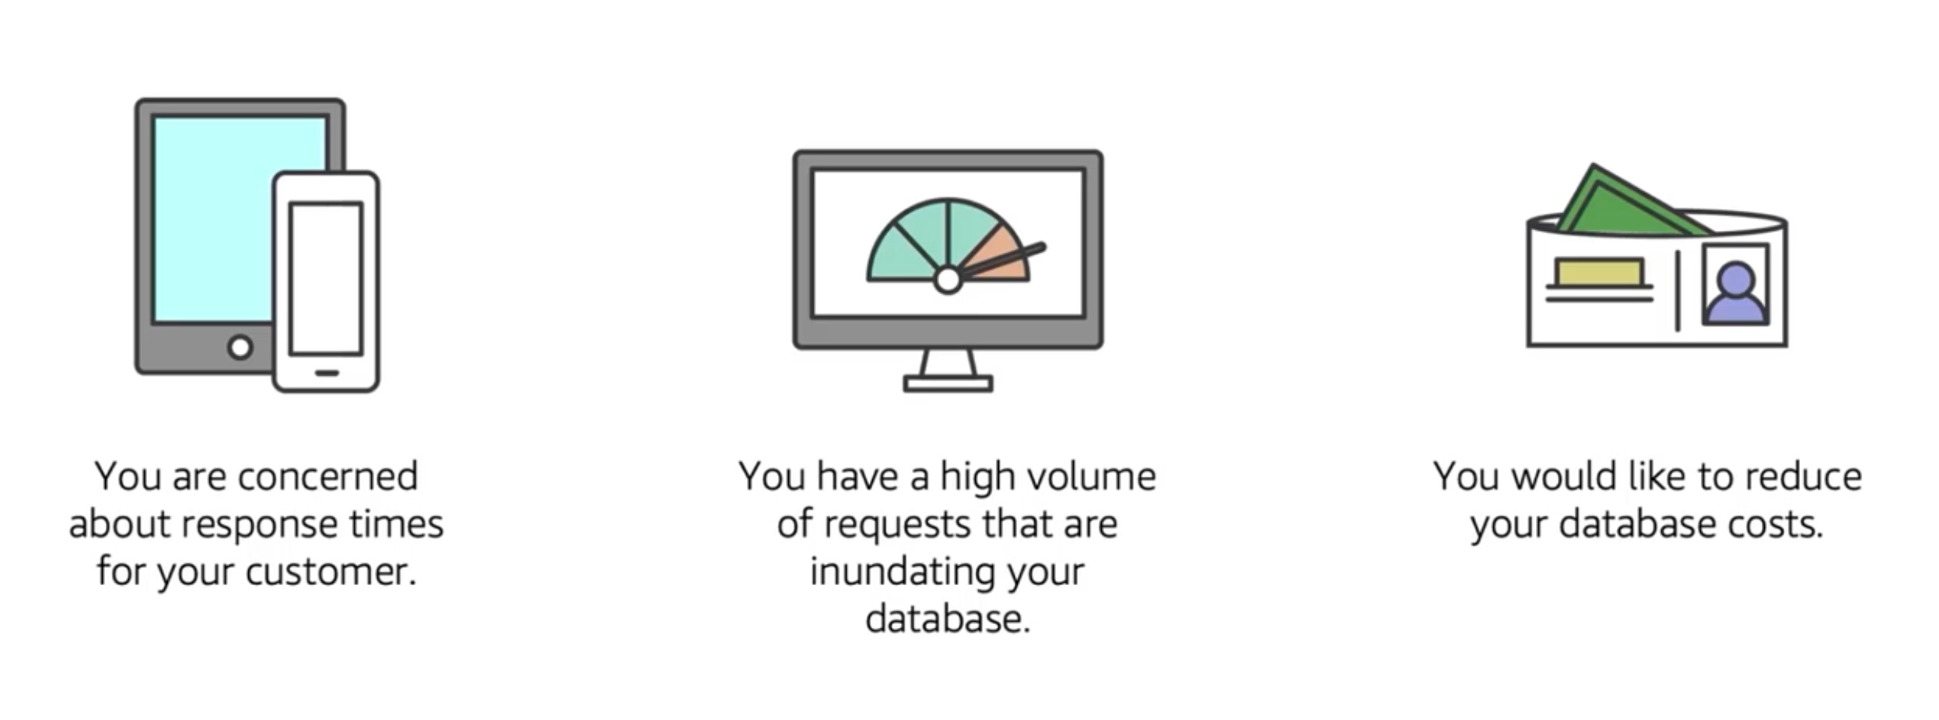 You are concerned
about response times
for your customer.
You have a high volume
of requests that are
inundating your
database.
You would like to reduce
your database costs.